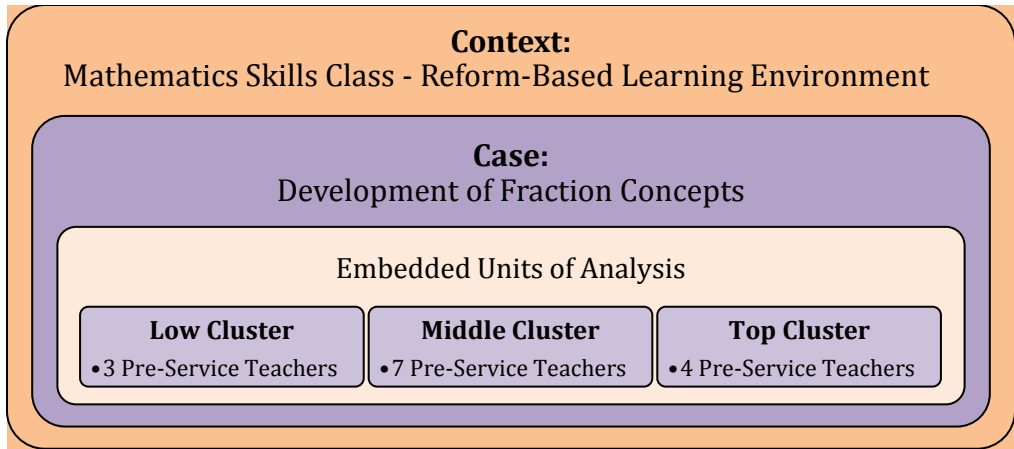 Context:
Mathematics Skills Class - Reform-Based Learning Environment
Case:
Development of Fraction Concepts
Embedded Units of Analysis
Low Cluster
•3 Pre-Service Teachers
Middle Cluster
•7 Pre-Service Teachers
Top Cluster
•4 Pre-Service Teachers